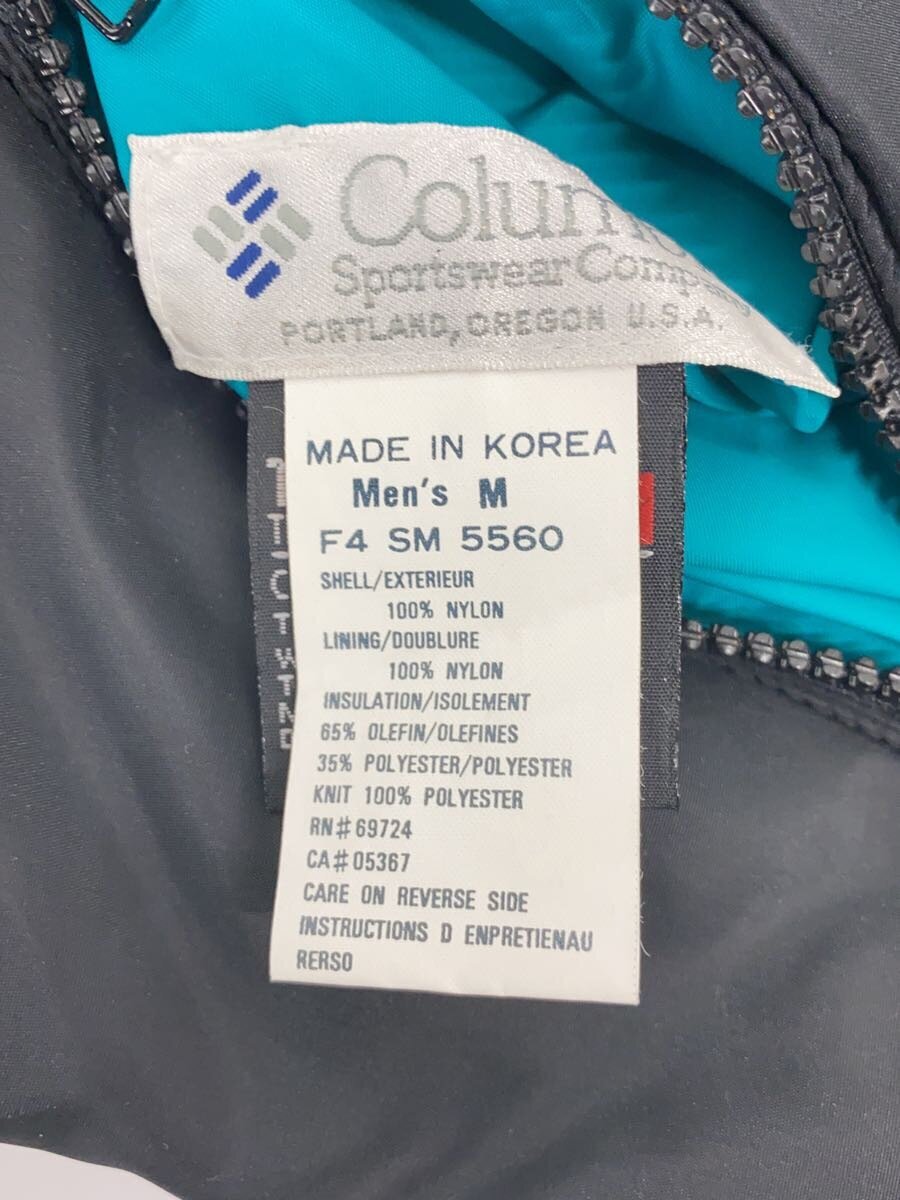 Colum
Sportswear Company
PORTLAND, OREGON U.S.A.
MADE IN KOREA
Men's M
F4 SM 5560
SHELL/EXTERIEUR
100% NYLON
LINING/DOUBLURE
100% NYLON
INSULATION/ISOLEMENT
65% OLEFIN/OLEFINES
35% POLYESTER/POLYESTER
KNIT 100% POLYESTER
RN#69724
CA#05367
CARE ON REVERSE SIDE
INSTRUCTIONS D ENPRETIENAU
RERSO